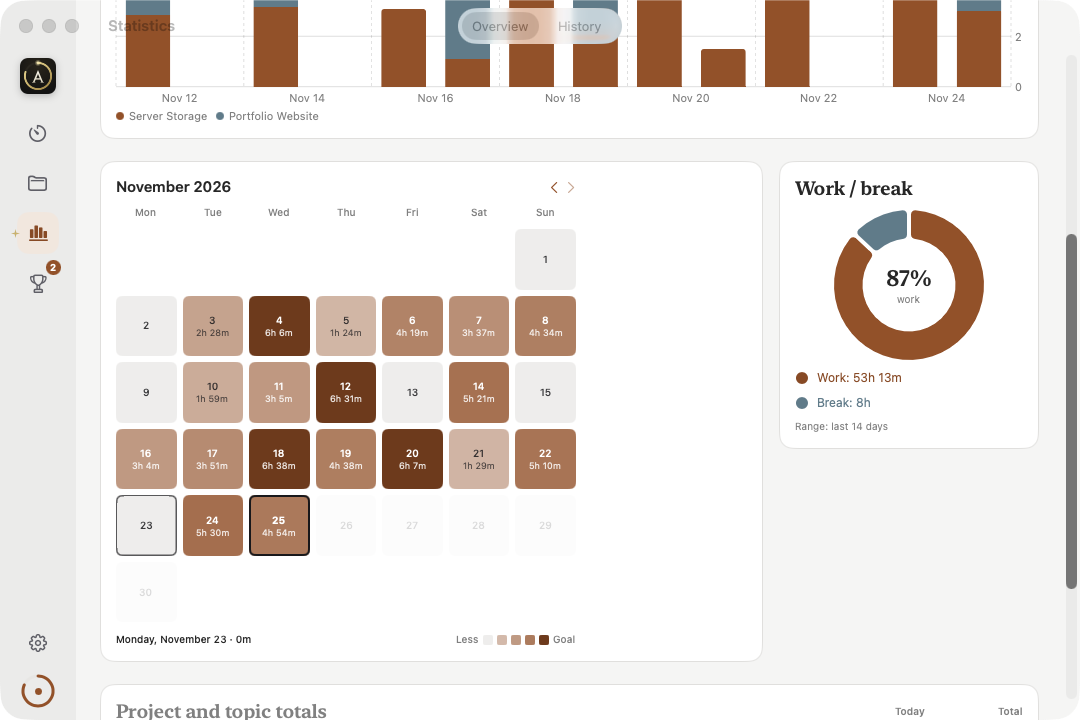 Statistics
Overview History
2
0
Nov 12 Nov 14 Nov 16 Nov 18 Nov 20 Nov 22 Nov 24
Server Storage Portfolio Website
A
2
November 2026
Mon Tue Wed Thu Fri Sat Sun
1
2 3 4 5 6 7 8
2h 28m 6h 6m 1h 24m 4h 19m 3h 37m 4h 34m
9 10 11 12 13 14 15
1h 59m 3h 5m 6h 31m 5h 21m
16 17 18 19 20 21 22
3h 4m 3h 51m 6h 38m 4h 38m 6h 7m 1h 29m 5h 10m
23 24 25 26 27 28 29
5h 30m 4h 54m
30
Monday, November 23 · 0m
Less Goal
Work / break
87%
work
Work: 53h 13m
Break: 8h
Range: last 14 days
Project and topic totals
Today Total